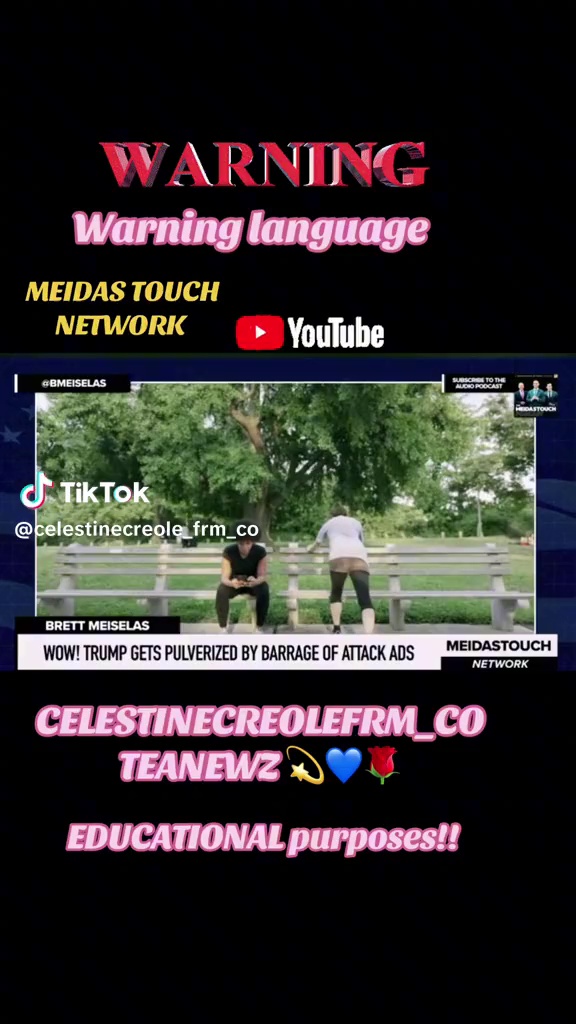 WARNING
Warning language
MEIDAS TOUCH
NETWORK
YouTube
@BMEISELAS
SUBSCRIBE TO THE
AUDIO PODCAST
MEIDASTOUCH
TikTok
@celestinecreole_frm_co
BRETT MEISELAS
WOW! TRUMP GETS PULVERIZED BY BARRAGE OF ATTACK ADS
MEIDASTOUCH
NETWORK
CELESTINECREOLEFRM_CO
TEANEWZ 💫💙🌹
EDUCATIONAL purposes!!